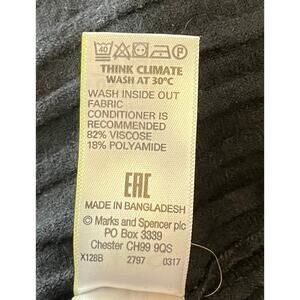 40 P
THINK CLIMATE
WASH AT 30°C
WASH INSIDE OUT
FABRIC
CONDITIONER IS
RECOMMENDED
82% VISCOSE
18% POLYAMIDE
EAC
MADE IN BANGLADESH
© Marks and Spencer plc
PO Box 3339
Chester CH99 9QS
X128B 2797 0317